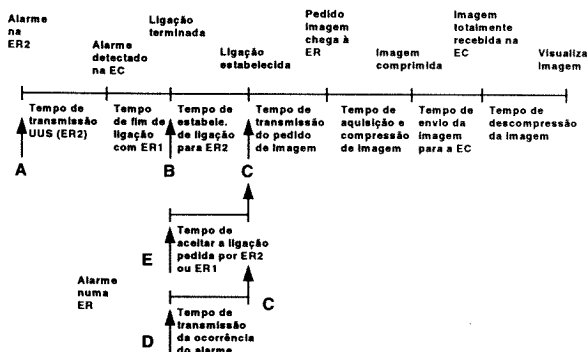 Alarme
na
ER2
Alarme
detectado
na EC
Ligação
terminada
Ligação
estabelecida
Pedido
imagem
chega à
ER
Imagem
comprimida
Imagem
totalmente
recebida na
EC
Visualiza
imagem
Tempo de
transmissão
UUS (ER2)
Tempo
de fim de
ligação
com ER1
Tempo de
estabele.
de ligação
para ER2
Tempo de
transmissão
do pedido
de imagem
Tempo de
aquisição e
compressão
de imagem
Tempo de
envio da
imagem
para a EC
Tempo de
descompressão
da imagem
A
B
C
Tempo de
aceitar a ligação
pedida por ER2
ou ER1
E
Alarme
numa
ER
C
Tempo de
transmissão
da ocorrência
do alarme
D